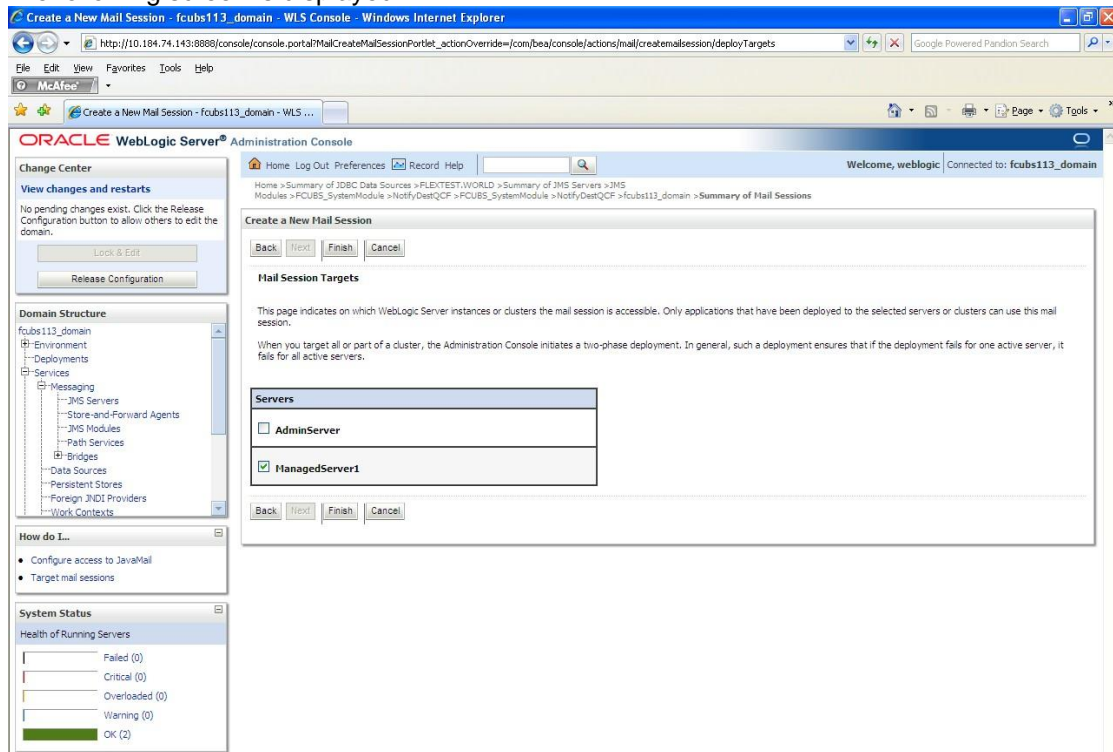 Create a New Mail Session - fcubs113_domain - WLS Console - Windows Internet Explorer
http://10.184.74.143:8888/console/console.portal?MailCreateMailSessionPortlet_actionOverride=/com/bea/console/actions/mail/createmailsession/deployTargets
Google Powered Pandion Search
File Edit View Favorites Tools Help
McAfee
Create a New Mail Session - fcubs113_domain - WLS ...
Page Tools
ORACLE WebLogic Server® Administration Console
Change Center
View changes and restarts
No pending changes exist. Click the Release
Configuration button to allow others to edit the
domain.
Lock & Edit
Release Configuration
Domain Structure
fcubs113_domain
Environment
Deployments
Services
Messaging
JMS Servers
Store-and-Forward Agents
JMS Modules
Path Services
Bridges
Data Sources
Persistent Stores
Foreign JNDI Providers
Work Contexts
How do I...
Configure access to JavaMail
Target mail sessions
System Status
Health of Running Servers
Failed (0)
Critical (0)
Overloaded (0)
Warning (0)
OK (2)
Home Log Out Preferences Record Help
Welcome, weblogic Connected to: fcubs113_domain
Home >Summary of JDBC Data Sources >FLEXTEST.WORLD >Summary of JMS Servers >JMS
Modules >FCUBS_SystemModule >NotifyDestQCF >FCUBS_SystemModule >NotifyDestQCF >fcubs113_domain >Summary of Mail Sessions
Create a New Mail Session
Back Next Finish Cancel
Mail Session Targets
This page indicates on which WebLogic Server instances or clusters the mail session is accessible. Only applications that have been deployed to the selected servers or clusters can use this mail
session.
When you target all or part of a cluster, the Administration Console initiates a two-phase deployment. In general, such a deployment ensures that if the deployment fails for one active server, it
fails for all active servers.
Servers
AdminServer
ManagedServer1
Back Next Finish Cancel